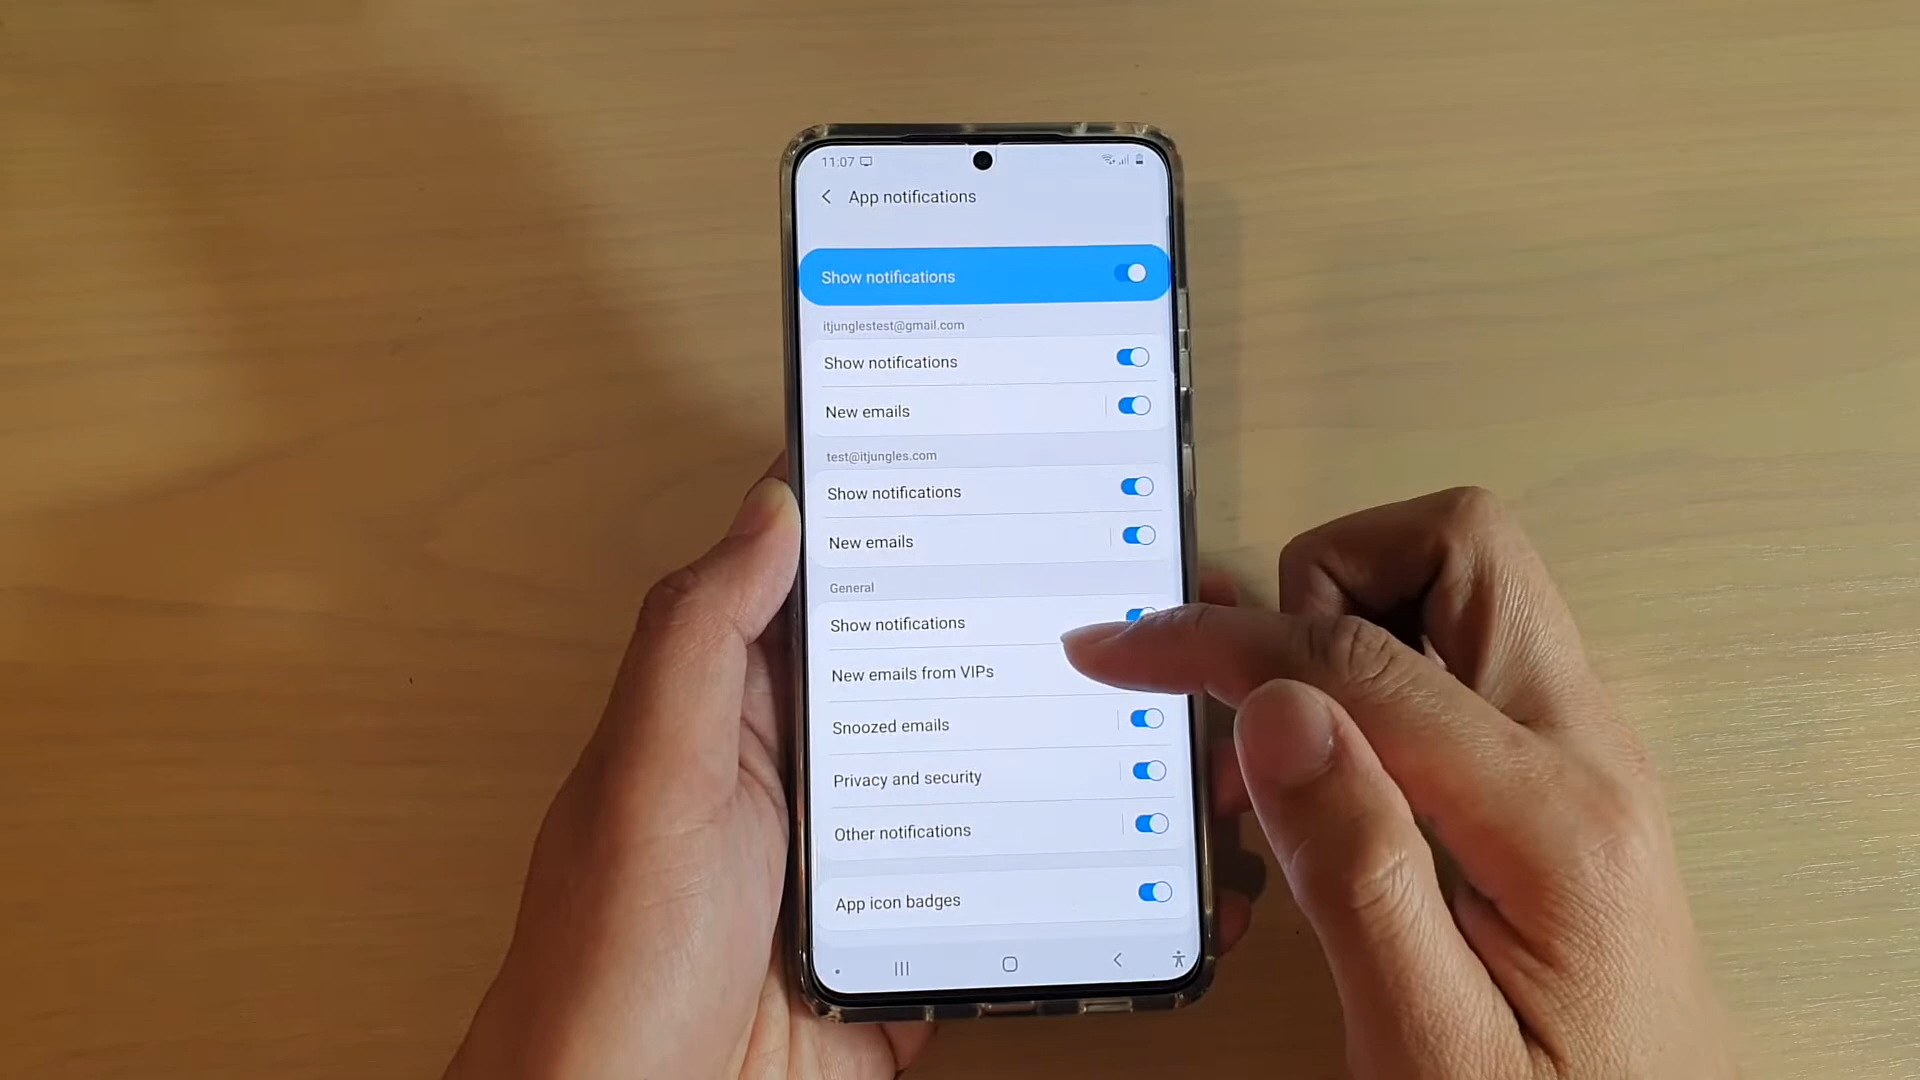 11:07
App notifications
Show notifications
itjunglestest@gmail.com
Show notifications
New emails
test@itjungles.com
Show notifications
New emails
General
Show notifications
New emails from VIPs
Snoozed emails
Privacy and security
Other notifications
App icon badges